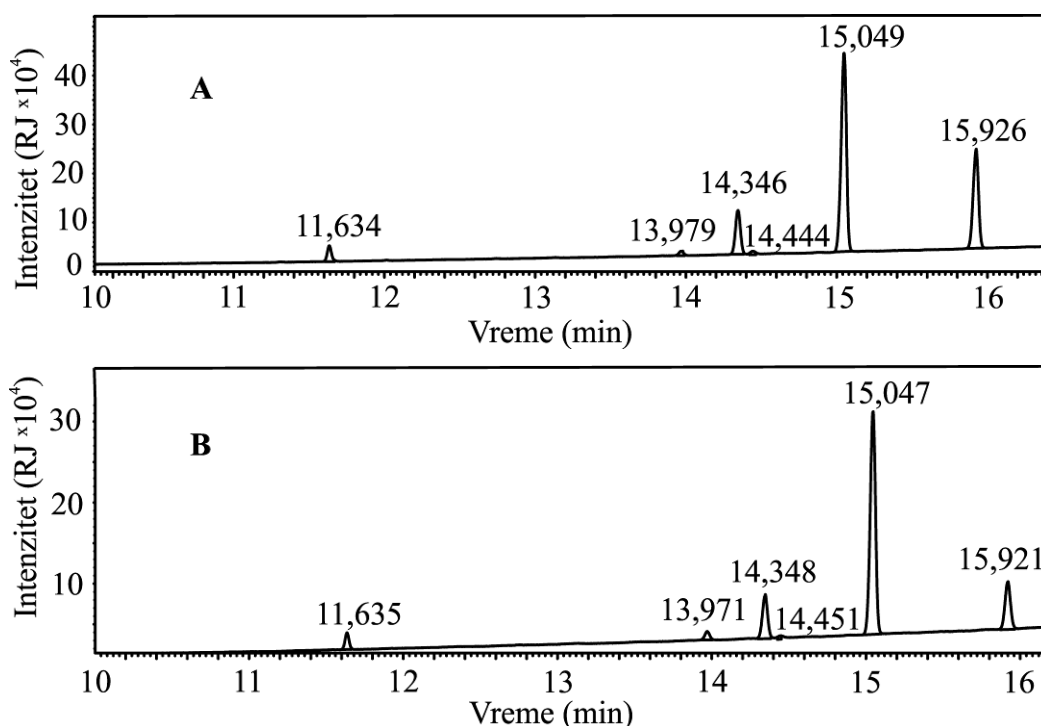 15,049
40
A
30
15,926
Intenzitet (RJ ×10⁴)
20
14,346
10
11,634
13,979
14,444
0
10 11 12 13 14 15 16
Vreme (min)
15,047
30
B
Intenzitet (RJ ×10⁴)
20
15,921
14,348
10
11,635
13,971
14,451
10 11 12 13 14 15 16
Vreme (min)